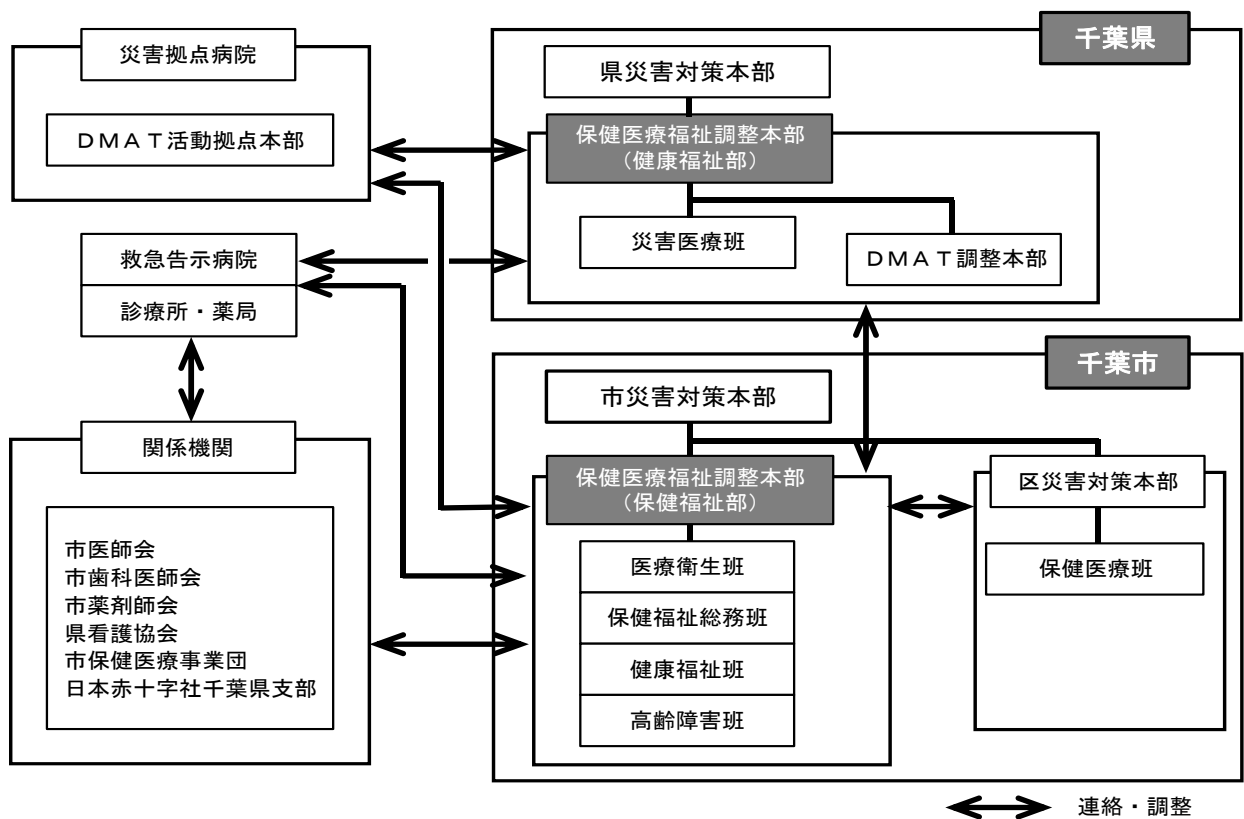 災害拠点病院
ＤＭＡＴ活動拠点本部
救急告示病院
診療所・薬局
関係機関
市医師会
市歯科医師会
市薬剤師会
県看護協会
市保健医療事業団
日本赤十字社千葉県支部
千葉県
県災害対策本部
保健医療福祉調整本部
（健康福祉部）
災害医療班
ＤＭＡＴ調整本部
千葉市
市災害対策本部
保健医療福祉調整本部
（保健福祉部）
医療衛生班
保健福祉総務班
健康福祉班
高齢障害班
区災害対策本部
保健医療班
連絡・調整